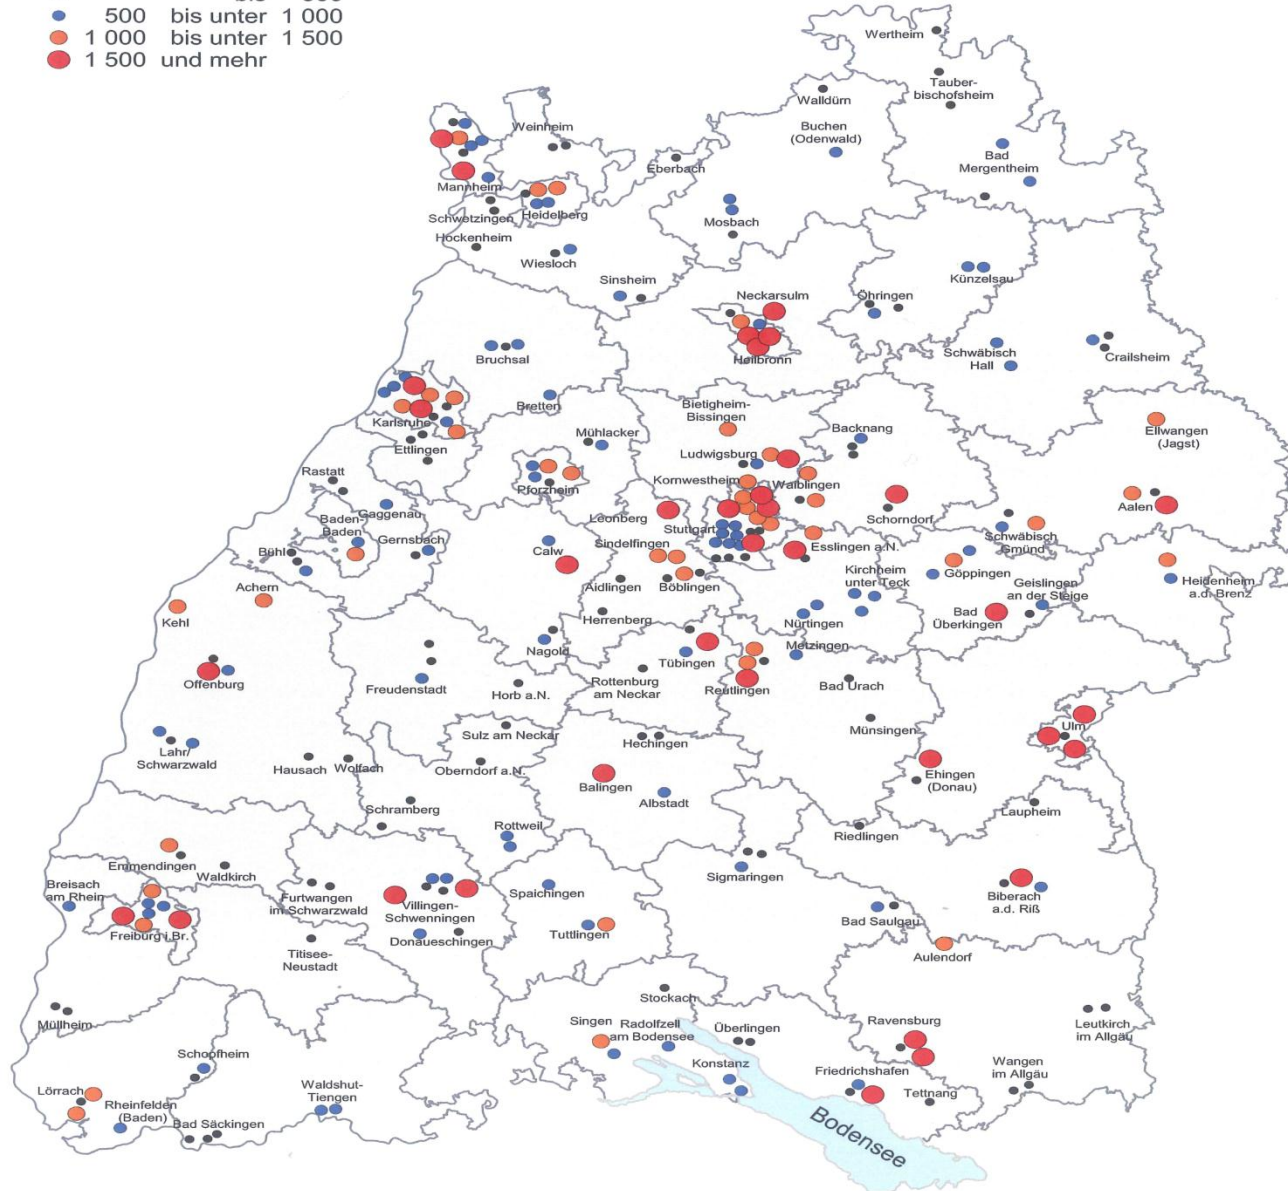 500 bis unter 1 000
1 000 bis unter 1 500
1 500 und mehr
Wertheim
Tauber-
bischofsheim
Walldürn
Buchen
(Odenwald)
Weinheim
Eberbach
Bad
Mergentheim
Mannheim
Schwetzingen
Heidelberg
Mosbach
Hockenheim
Wiesloch
Sinsheim
Künzelsau
Neckarsulm
Öhringen
Bruchsal
Heilbronn
Schwäbisch
Hall
Crailsheim
Bretten
Bietigheim-
Bissingen
Karlsruhe
Mühlacker
Backnang
Ellwangen
(Jagst)
Ettlingen
Ludwigsburg
Rastatt
Pforzheim
Kornwestheim
Waiblingen
Aalen
Gaggenau
Leonberg
Schorndorf
Baden-
Baden
Gernsbach
Stuttgart
Schwäbisch
Gmünd
Bühl
Calw
Sindelfingen
Esslingen a.N.
Achern
Aidlingen
Böblingen
Kirchheim
unter Teck
Göppingen
Heidenheim
a.d. Brenz
Geislingen
an der Steige
Kehl
Herrenberg
Nürtingen
Bad
Überkingen
Nagold
Tübingen
Metzingen
Offenburg
Freudenstadt
Horb a.N.
Rottenburg
am Neckar
Reutlingen
Bad Urach
Münsingen
Ulm
Lahr/
Schwarzwald
Sulz am Neckar
Hechingen
Hausach
Wolfach
Oberndorf a.N.
Balingen
Albstadt
Ehingen
(Donau)
Laupheim
Schramberg
Rottweil
Riedlingen
Emmendingen
Waldkirch
Breisach
am Rhein
Furtwangen
im Schwarzwald
Villingen-
Schwenningen
Spaichingen
Sigmaringen
Biberach
a.d. Riß
Freiburg i.Br.
Donaueschingen
Tuttlingen
Bad Saulgau
Titisee-
Neustadt
Aulendorf
Stockach
Müllheim
Singen
Radolfzell
am Bodensee
Überlingen
Ravensburg
Leutkirch
im Allgäu
Schopfheim
Konstanz
Friedrichshafen
Wangen
im Allgäu
Lörrach
Rheinfelden
(Baden)
Waldshut-
Tiengen
Tettnang
Bad Säckingen
Bodensee